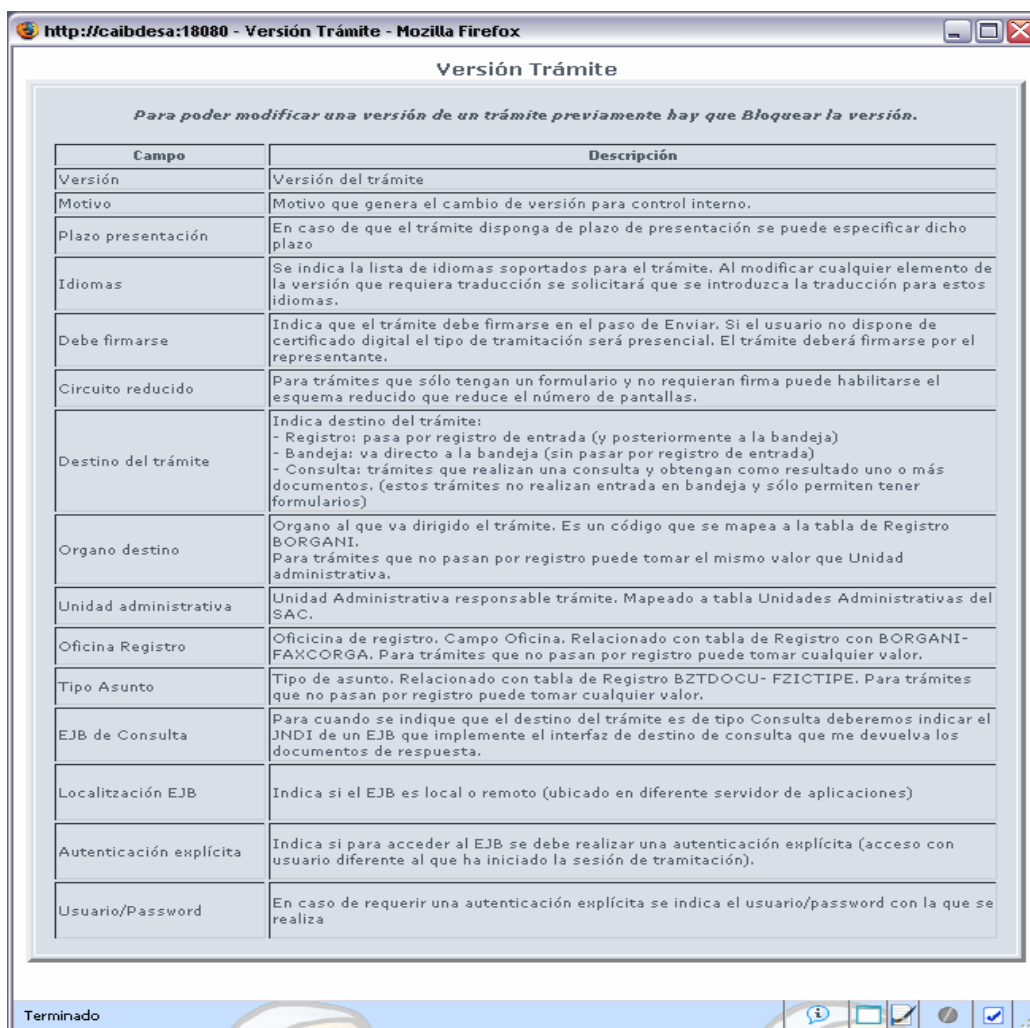 http://caibdesa:18080 - Versión Trámite - Mozilla Firefox
Versión Trámite
Para poder modificar una versión de un trámite previamente hay que Bloquear la versión.
Campo
Descripción
Versión
Versión del trámite
Motivo
Motivo que genera el cambio de versión para control interno.
Plazo presentación
En caso de que el trámite disponga de plazo de presentación se puede especificar dicho
plazo
Idiomas
Se indica la lista de idiomas soportados para el trámite. Al modificar cualquier elemento de
la versión que requiera traducción se solicitará que se introduzca la traducción para estos
idiomas.
Debe firmarse
Indica que el trámite debe firmarse en el paso de Enviar. Si el usuario no dispone de
certificado digital el tipo de tramitación será presencial. El trámite deberá firmarse por el
representante.
Circuito reducido
Para trámites que sólo tengan un formulario y no requieran firma puede habilitarse el
esquema reducido que reduce el número de pantallas.
Destino del trámite
Indica destino del trámite:
- Registro: pasa por registro de entrada (y posteriormente a la bandeja)
- Bandeja: va directo a la bandeja (sin pasar por registro de entrada)
- Consulta: trámites que realizan una consulta y obtengan como resultado uno o más
documentos. (estos trámites no realizan entrada en bandeja y sólo permiten tener
formularios)
Organo destino
Organo al que va dirigido el trámite. Es un código que se mapea a la tabla de Registro
BORGANI.
Para trámites que no pasan por registro puede tomar el mismo valor que Unidad
administrativa.
Unidad administrativa
Unidad Administrativa responsable trámite. Mapeado a tabla Unidades Administrativas del
SAC.
Oficina Registro
Oficicina de registro. Campo Oficina. Relacionado con tabla de Registro con BORGANI-
FAXCORGA. Para trámites que no pasan por registro puede tomar cualquier valor.
Tipo Asunto
Tipo de asunto. Relacionado con tabla de Registro BZTDOCU- FZICTIPE. Para trámites
que no pasan por registro puede tomar cualquier valor.
EJB de Consulta
Para cuando se indique que el destino del trámite es de tipo Consulta deberemos indicar el
JNDI de un EJB que implemente el interfaz de destino de consulta que me devuelva los
documentos de respuesta.
Localitzación EJB
Indica si el EJB es local o remoto (ubicado en diferente servidor de aplicaciones)
Autenticación explícita
Indica si para acceder al EJB se debe realizar una autenticación explícita (acceso con
usuario diferente al que ha iniciado la sesión de tramitación).
Usuario/Password
En caso de requerir una autenticación explícita se indica el usuario/password con la que se
realiza
Terminado